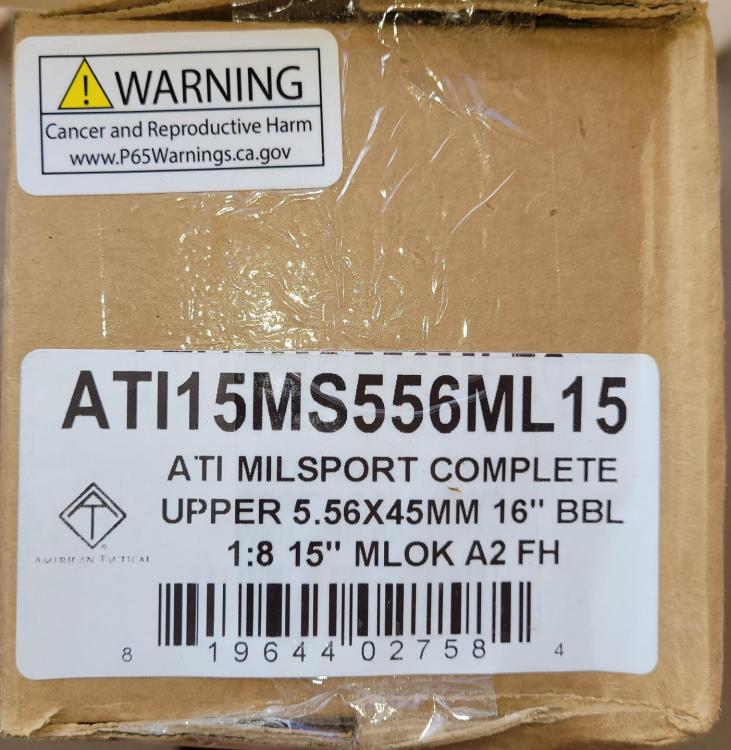 WARNING
Cancer and Reproductive Harm
www.P65Warnings.ca.gov
ATI15MS556ML15
ATI MILSPORT COMPLETE
UPPER 5.56X45MM 16" BBL
1:8 15" MLOK A2 FH
AMERICAN TACTICAL
8 19644 02758 4